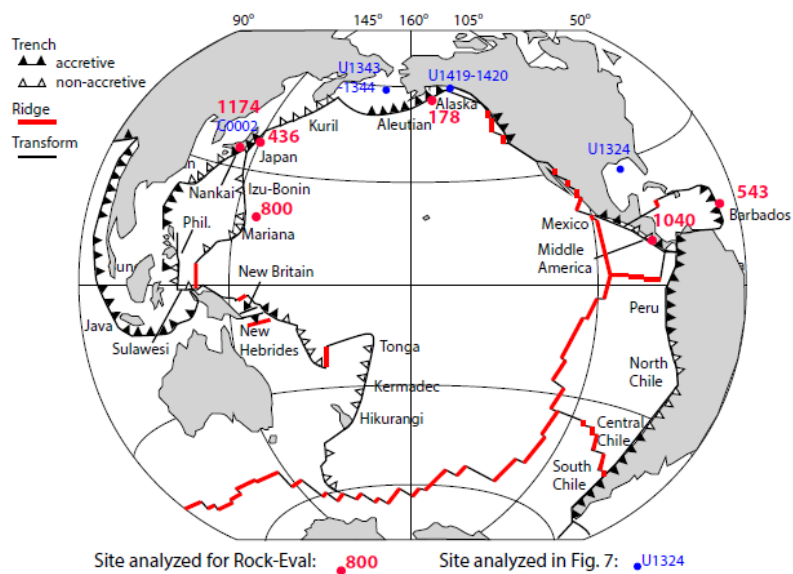 90° 145° 160° 105° 50°
Trench
accretive
non-accretive
Ridge
Transform
U1343
-1344
U1419-1420
Alaska
178
Aleutian
Kuril
1174
C0002
436
Japan
Nankai
Izu-Bonin
800
Phil.
Mariana
U1324
543
Barbados
Mexico
1040
Middle
America
New Britain
Java
Sulawesi
New
Hebrides
Tonga
Kermadec
Hikurangi
Peru
North
Chile
Central
Chile
South
Chile
Site analyzed for Rock-Eval: 800 Site analyzed in Fig. 7: U1324